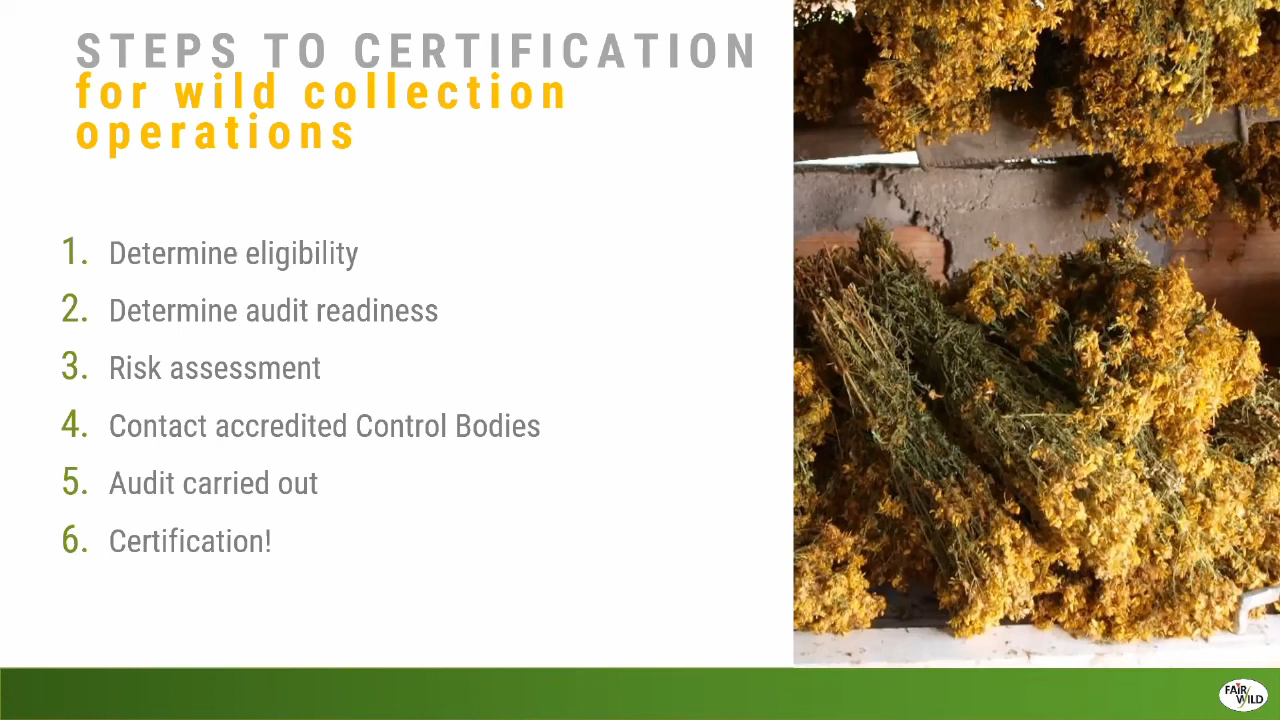 STEPS TO CERTIFICATION
for wild collection
operations
1. Determine eligibility
2. Determine audit readiness
3. Risk assessment
4. Contact accredited Control Bodies
5. Audit carried out
6. Certification!
FAIR
WILD